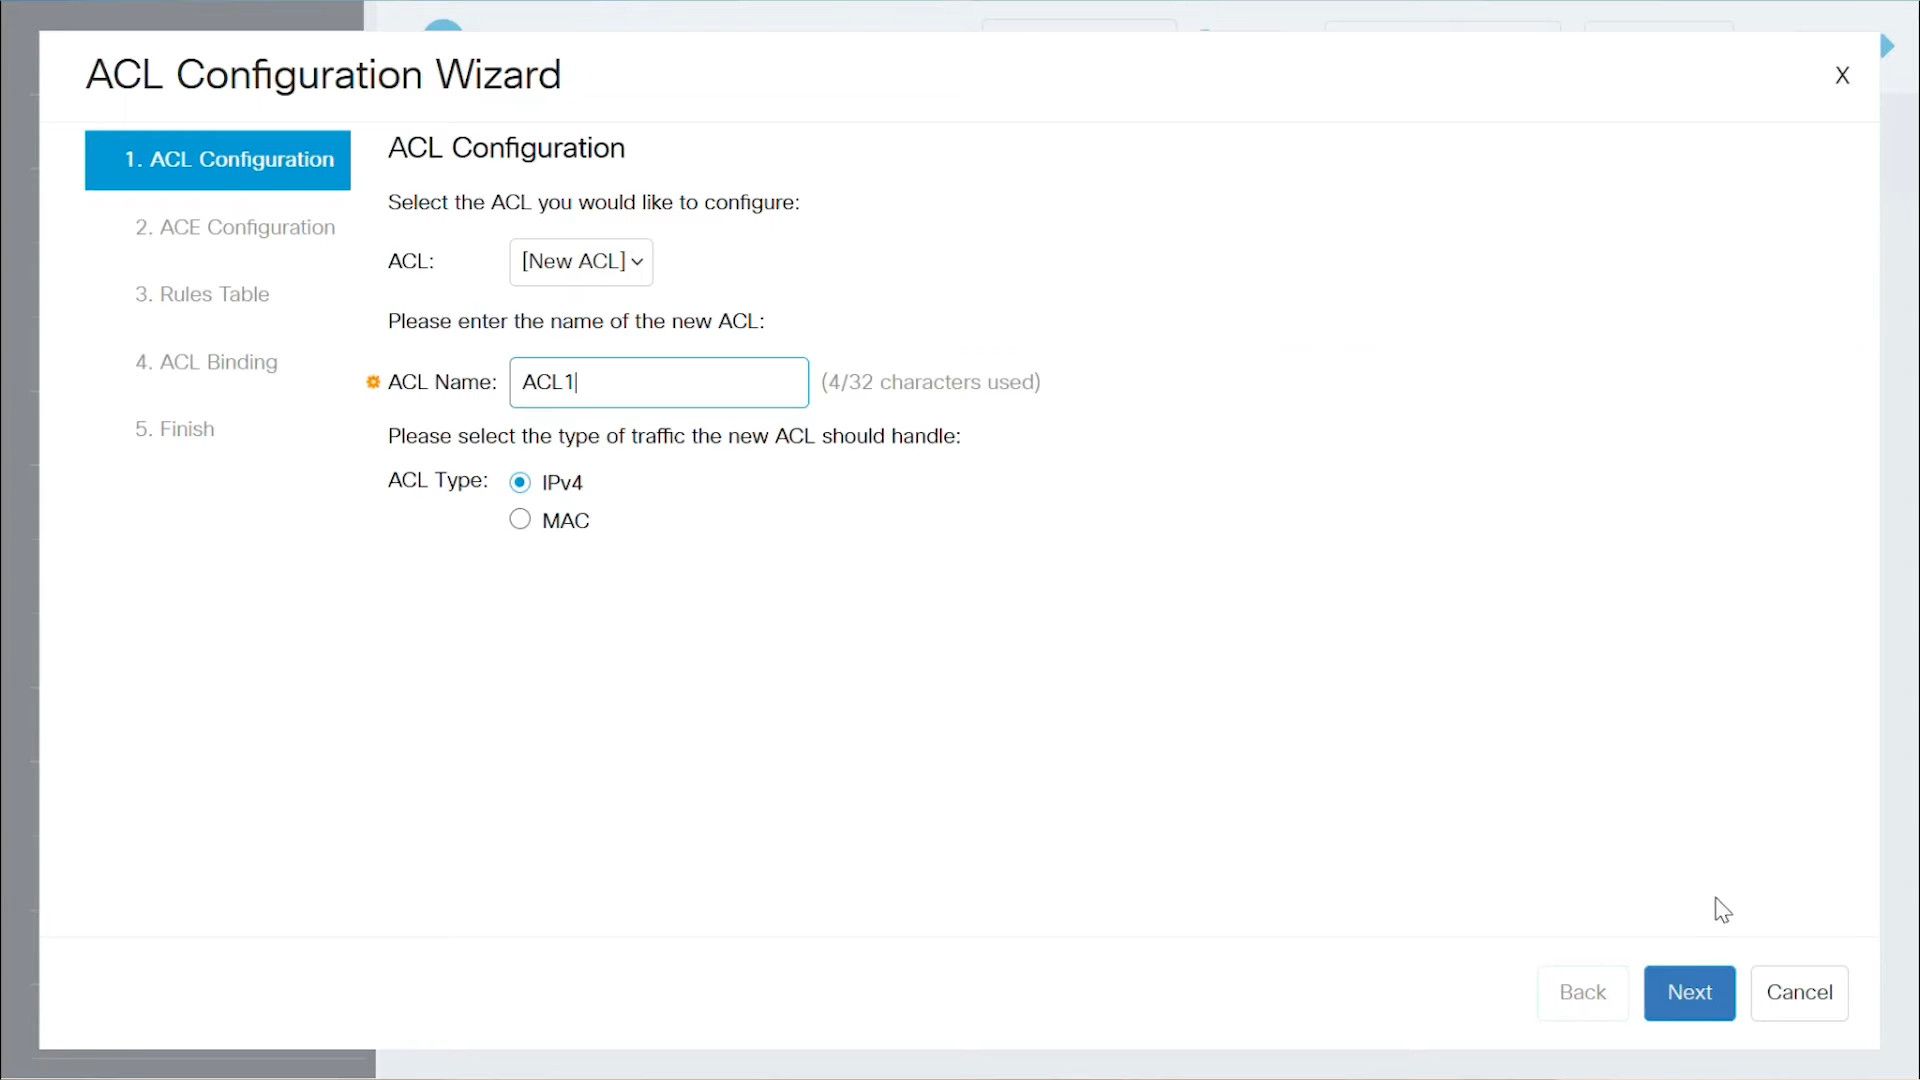 ACL Configuration Wizard
X
1. ACL Configuration
2. ACE Configuration
3. Rules Table
4. ACL Binding
5. Finish
ACL Configuration
Select the ACL you would like to configure:
ACL: [New ACL]
Please enter the name of the new ACL:
ACL Name: ACL1 (4/32 characters used)
Please select the type of traffic the new ACL should handle:
ACL Type: IPv4
MAC
Back Next Cancel